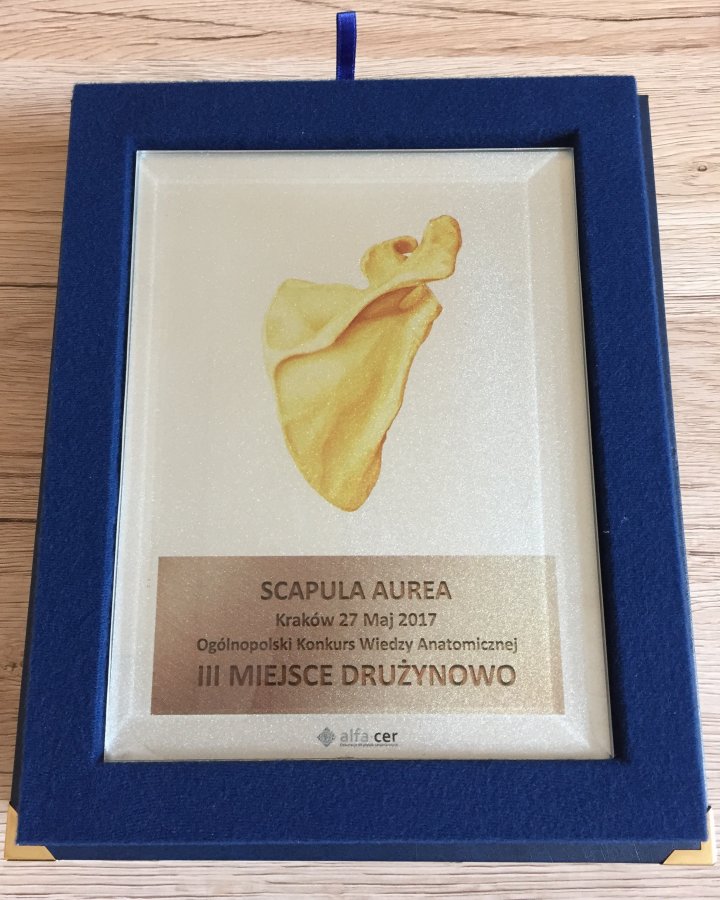 SCAPULA AUREA
Kraków 27 Maj 2017
Ogólnopolski Konkurs Wiedzy Anatomicznej
III MIEJSCE DRUŻYNOWO
alfa-cer